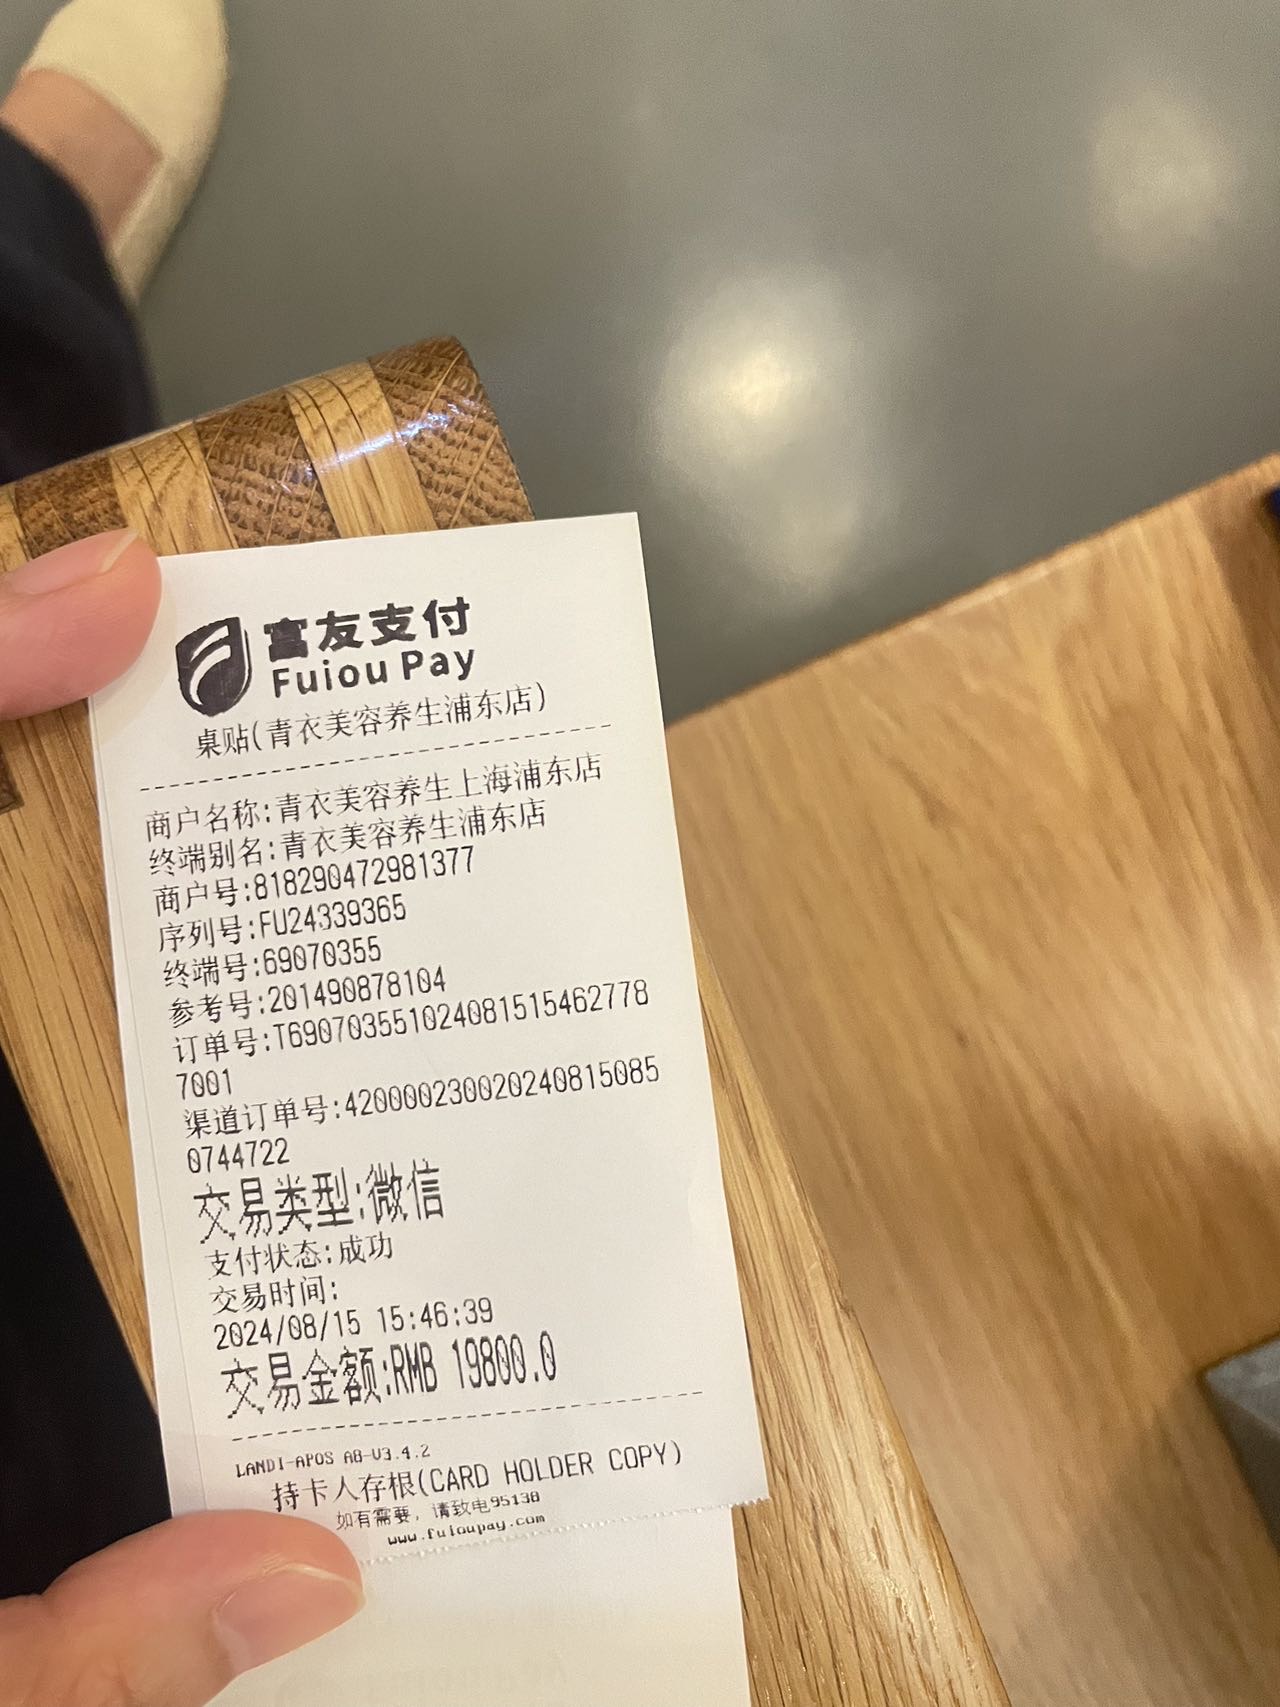 富友支付
Fuiou Pay
桌贴(青衣美容养生浦东店)
商户名称:青衣美容养生上海浦东店
终端别名:青衣美容养生浦东店
商户号:818290472981377
序列号:FU24339365
终端号:69070355
参考号:201490878104
订单号:T690703551024081515462778
7001
渠道订单号:420000230020240815085
0744722
交易类型:微信
支付状态:成功
交易时间:
2024/08/15 15:46:39
交易金额:RMB 19800.0
LANDI-APOS A8-V3.4.2
持卡人存根(CARD HOLDER COPY)
如有需要，请致电95138
www.fuioupay.com